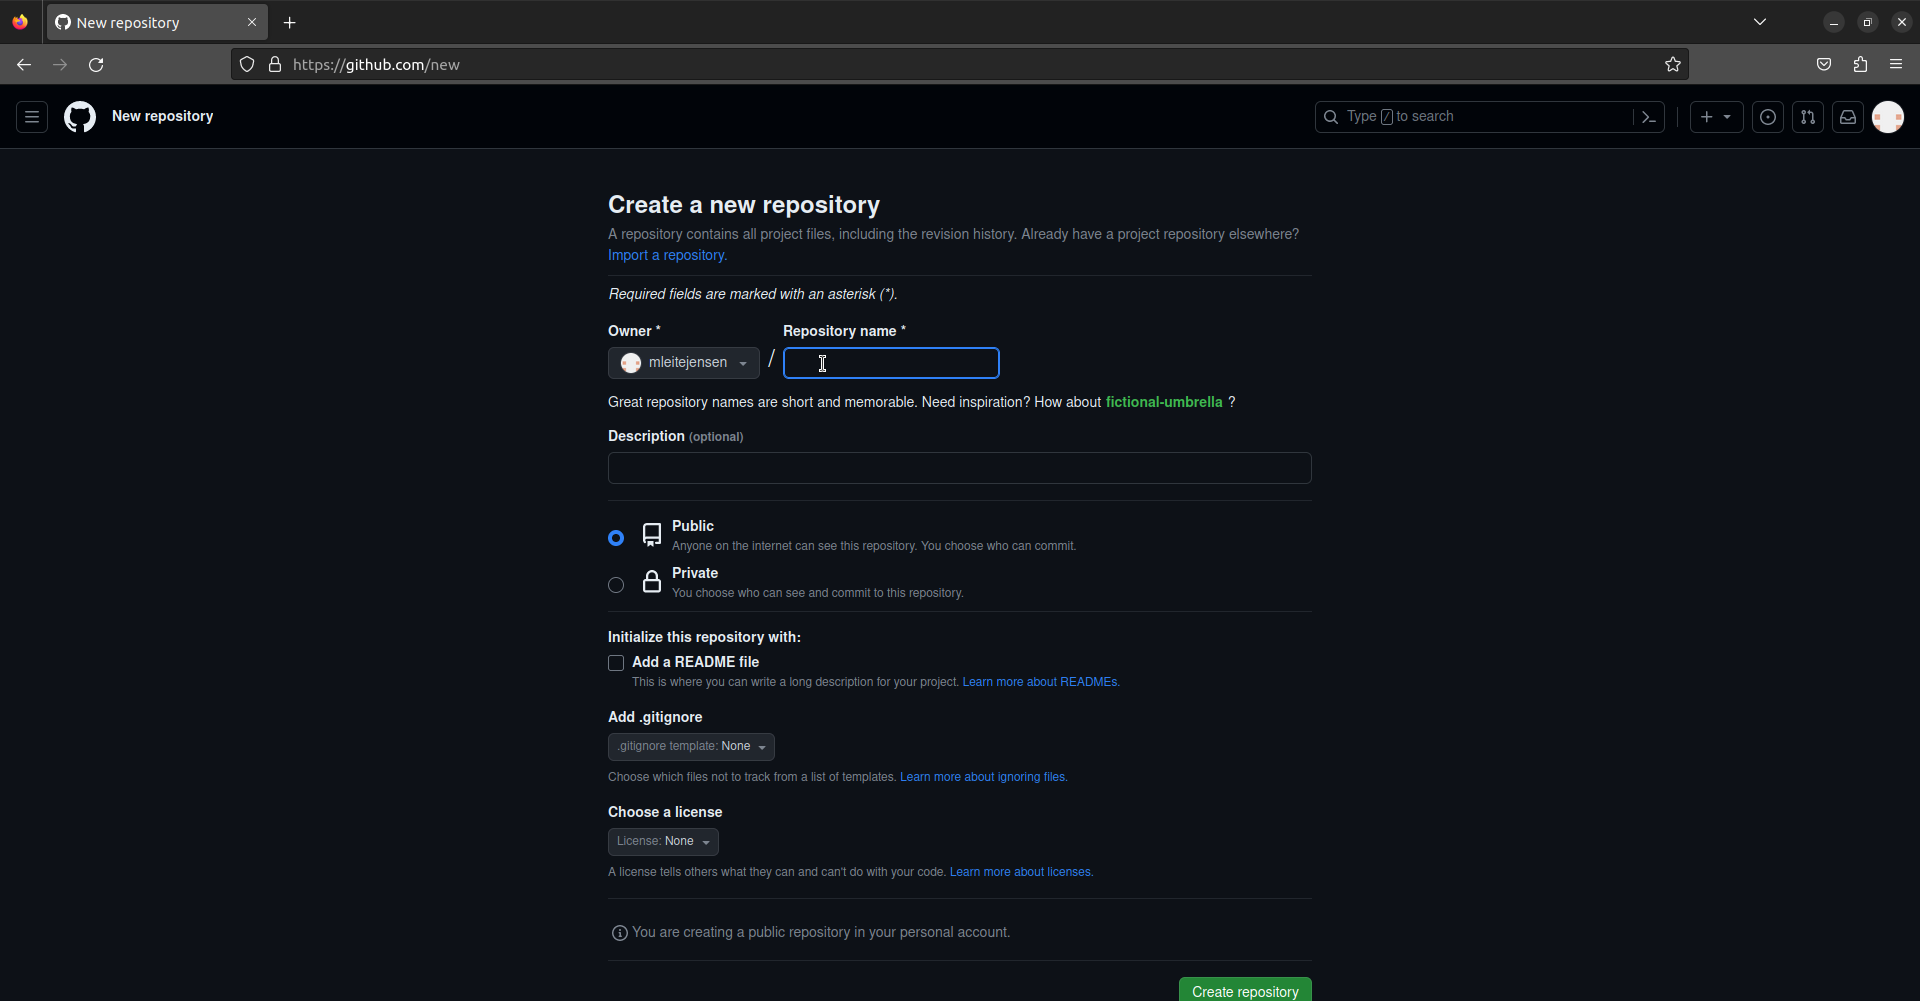 New repository
https://github.com/new
New repository
Type / to search
Create a new repository
A repository contains all project files, including the revision history. Already have a project repository elsewhere?
Import a repository.
Required fields are marked with an asterisk (*).
Owner *
Repository name *
mleitejensen
/
Great repository names are short and memorable. Need inspiration? How about fictional-umbrella ?
Description (optional)
Public
Anyone on the internet can see this repository. You choose who can commit.
Private
You choose who can see and commit to this repository.
Initialize this repository with:
Add a README file
This is where you can write a long description for your project. Learn more about READMEs.
Add .gitignore
.gitignore template: None
Choose which files not to track from a list of templates. Learn more about ignoring files.
Choose a license
License: None
A license tells others what they can and can't do with your code. Learn more about licenses.
You are creating a public repository in your personal account.
Create repository